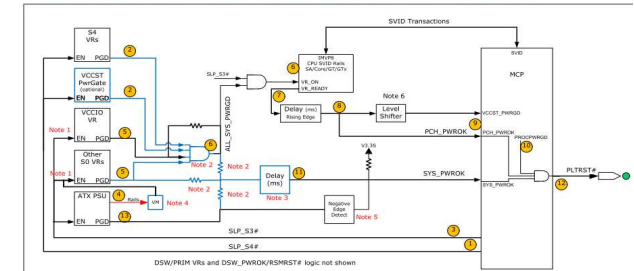 SVID Transactions
S4
VRs
EN PGD
2
VCCST
PwrGate
(optional)
EN PGD
2
VCCIO
VR
Note 1
EN PGD
5
Other
S0 VRs
Note 1
EN PGD
5
ATX PSU
4
Rails
VM
Note 4
EN PGD
13
SLP_S3#
ALL_SYS_PWRGD
6
Note 2
Note 2
Note 2
Note 2
6
IMVP8
CPU SVID Rails
SA/Core/GT/GTx
VR_ON
VR_READY
7
Delay (ms)
Rising Edge
8
Note 6
Level
Shifter
VCCST_PWRGD
9
PCH_PWROK
PCH_PWROK
V3.3S
Delay
(ms)
Note 3
11
SYS_PWROK
SYS_PWROK
Negative
Edge
Detect
Note 5
SVID
MCP
PROCPWRGD
10
PLTRST#
12
SLP_S3#
3
SLP_S4#
1
DSW/PRIM VRs and DSW_PWROK/RSMRST# logic not shown